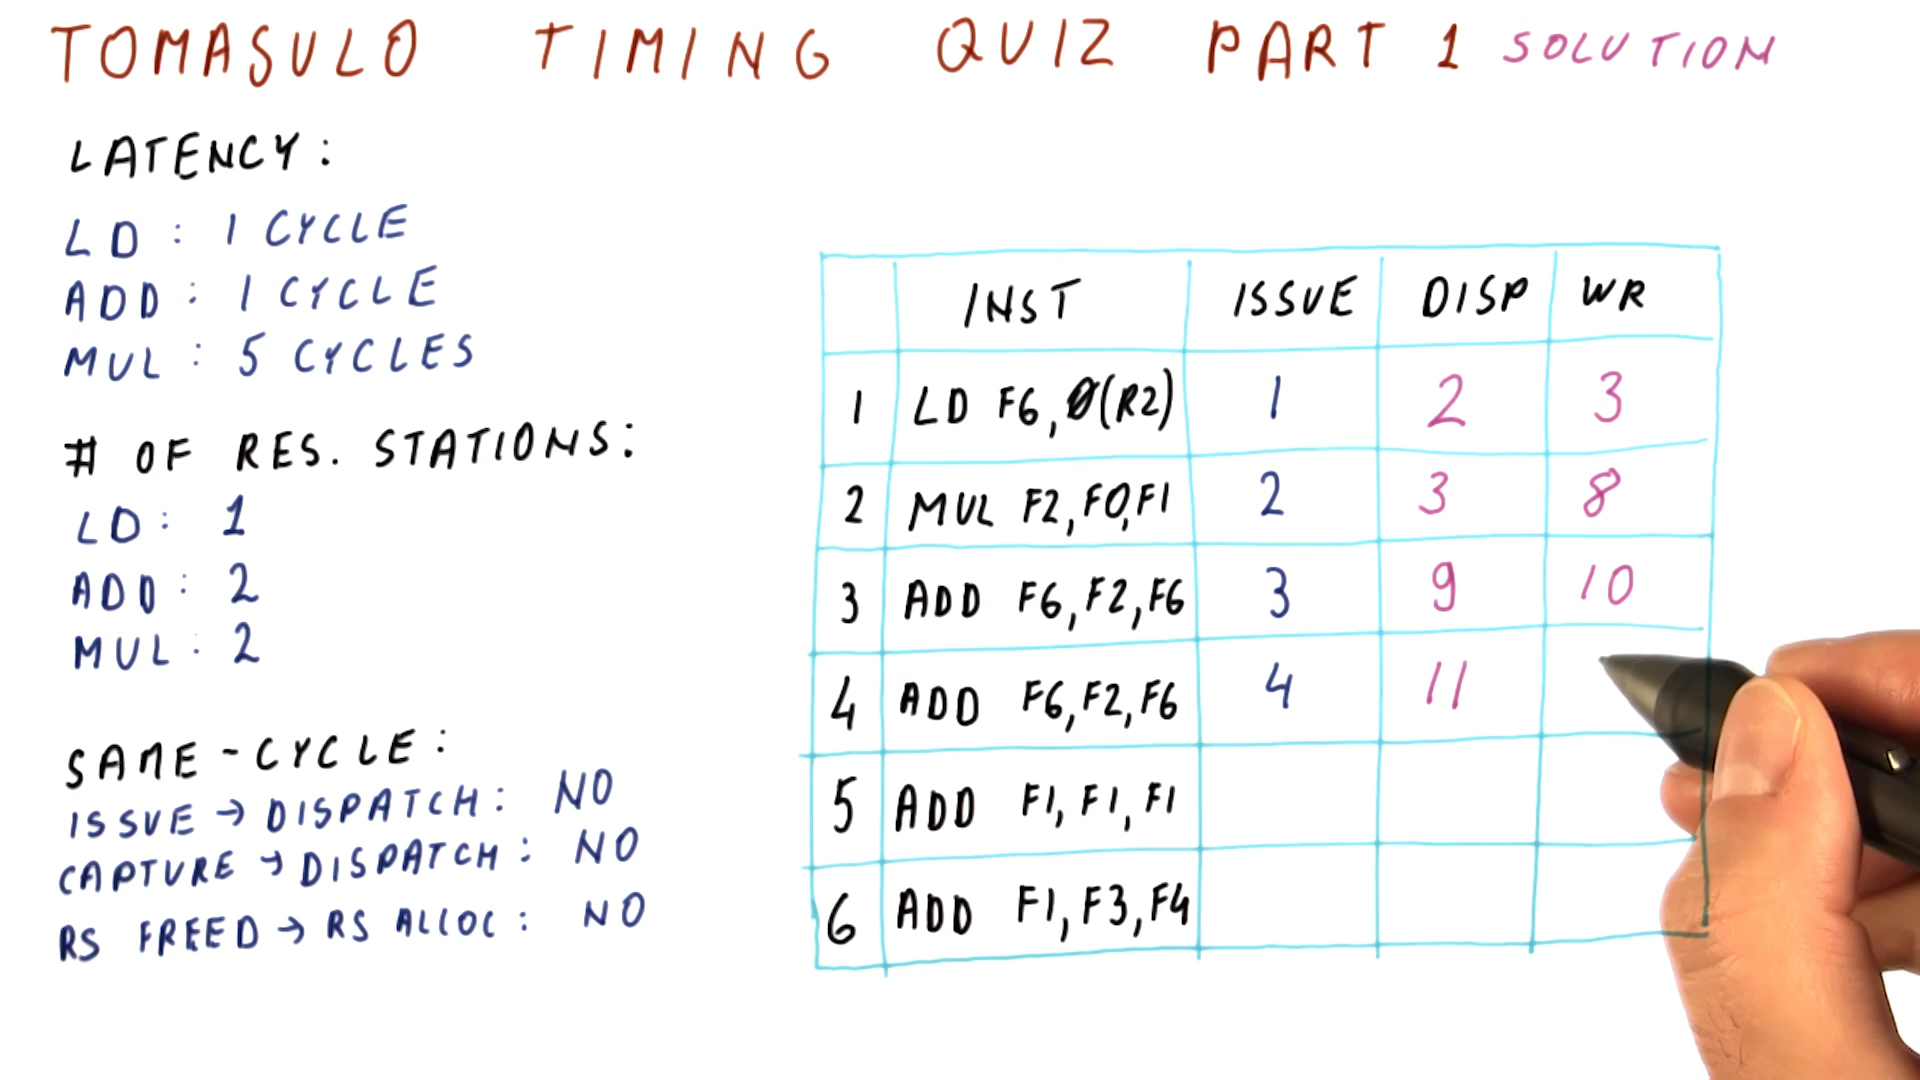 TOMASULO TIMING QUIZ PART 1 SOLUTION
LATENCY:
LD: 1 CYCLE
ADD: 1 CYCLE
MUL: 5 CYCLES
# OF RES. STATIONS:
LD: 1
ADD: 2
MUL: 2
SAME-CYCLE:
ISSUE → DISPATCH: NO
CAPTURE → DISPATCH: NO
RS FREED → RS ALLOC: NO
INST ISSUE DISP WR
1 LD F6, 0(R2) 1 2 3
2 MUL F2, F0, F1 2 3 8
3 ADD F6, F2, F6 3 9 10
4 ADD F6, F2, F6 4 11
5 ADD F1, F1, F1
6 ADD F1, F3, F4